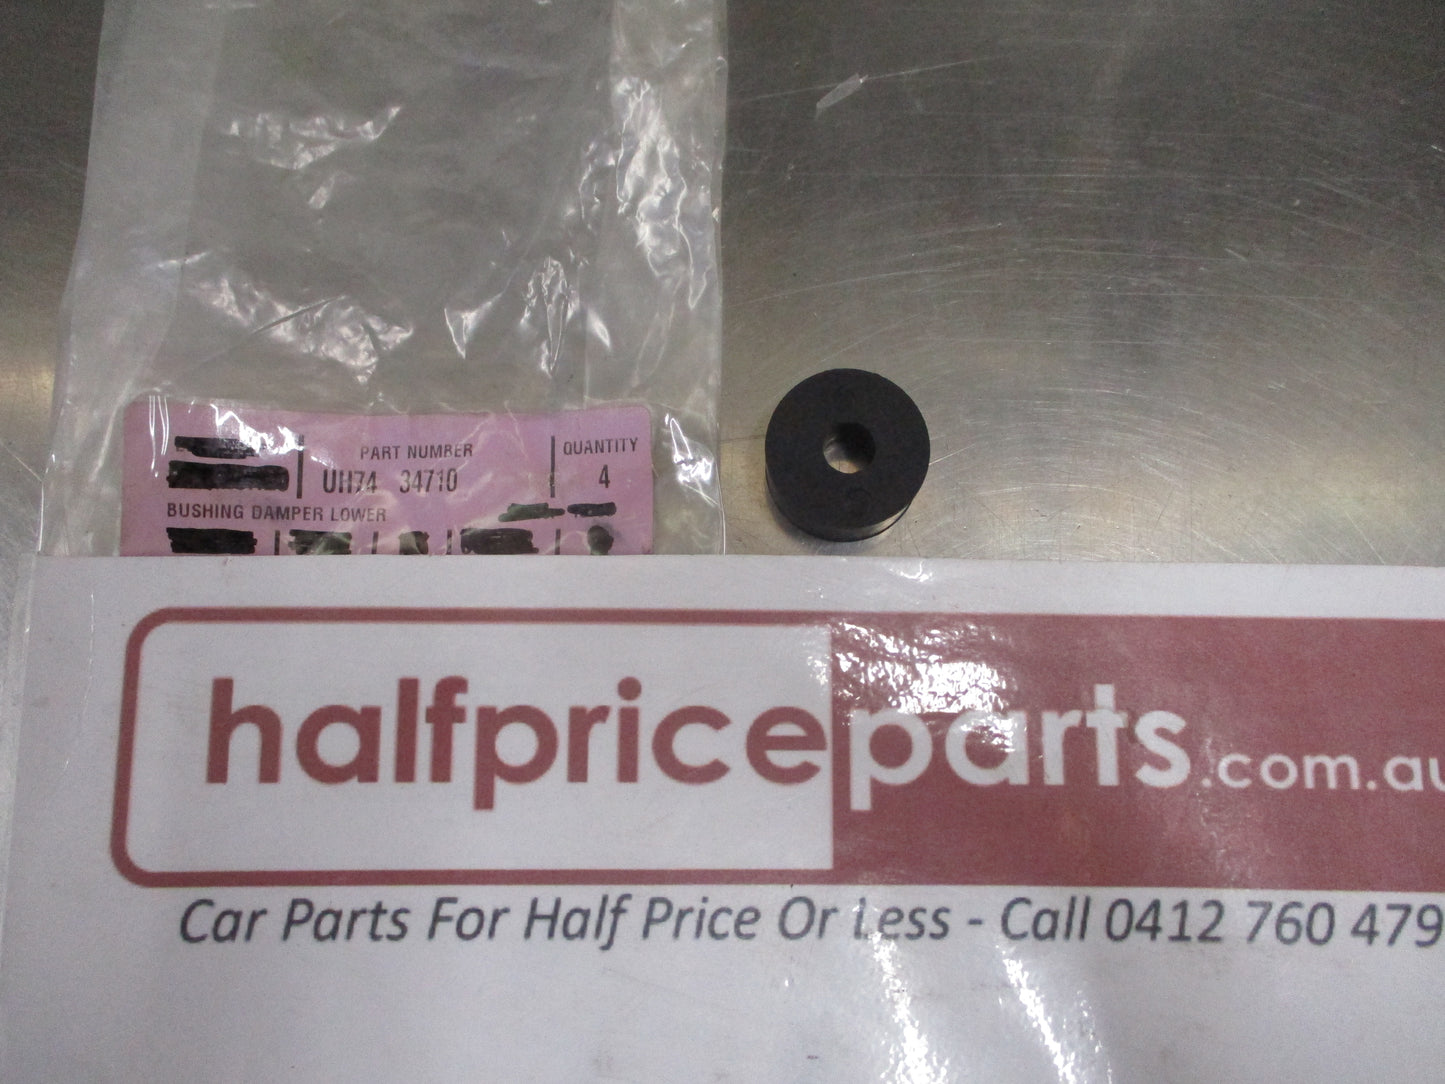 PART NUMBER QUANTITY
UH74 34710 4
BUSHING DAMPER LOWER
halfpriceparts.com.au
Car Parts For Half Price Or Less - Call 0412 760 479